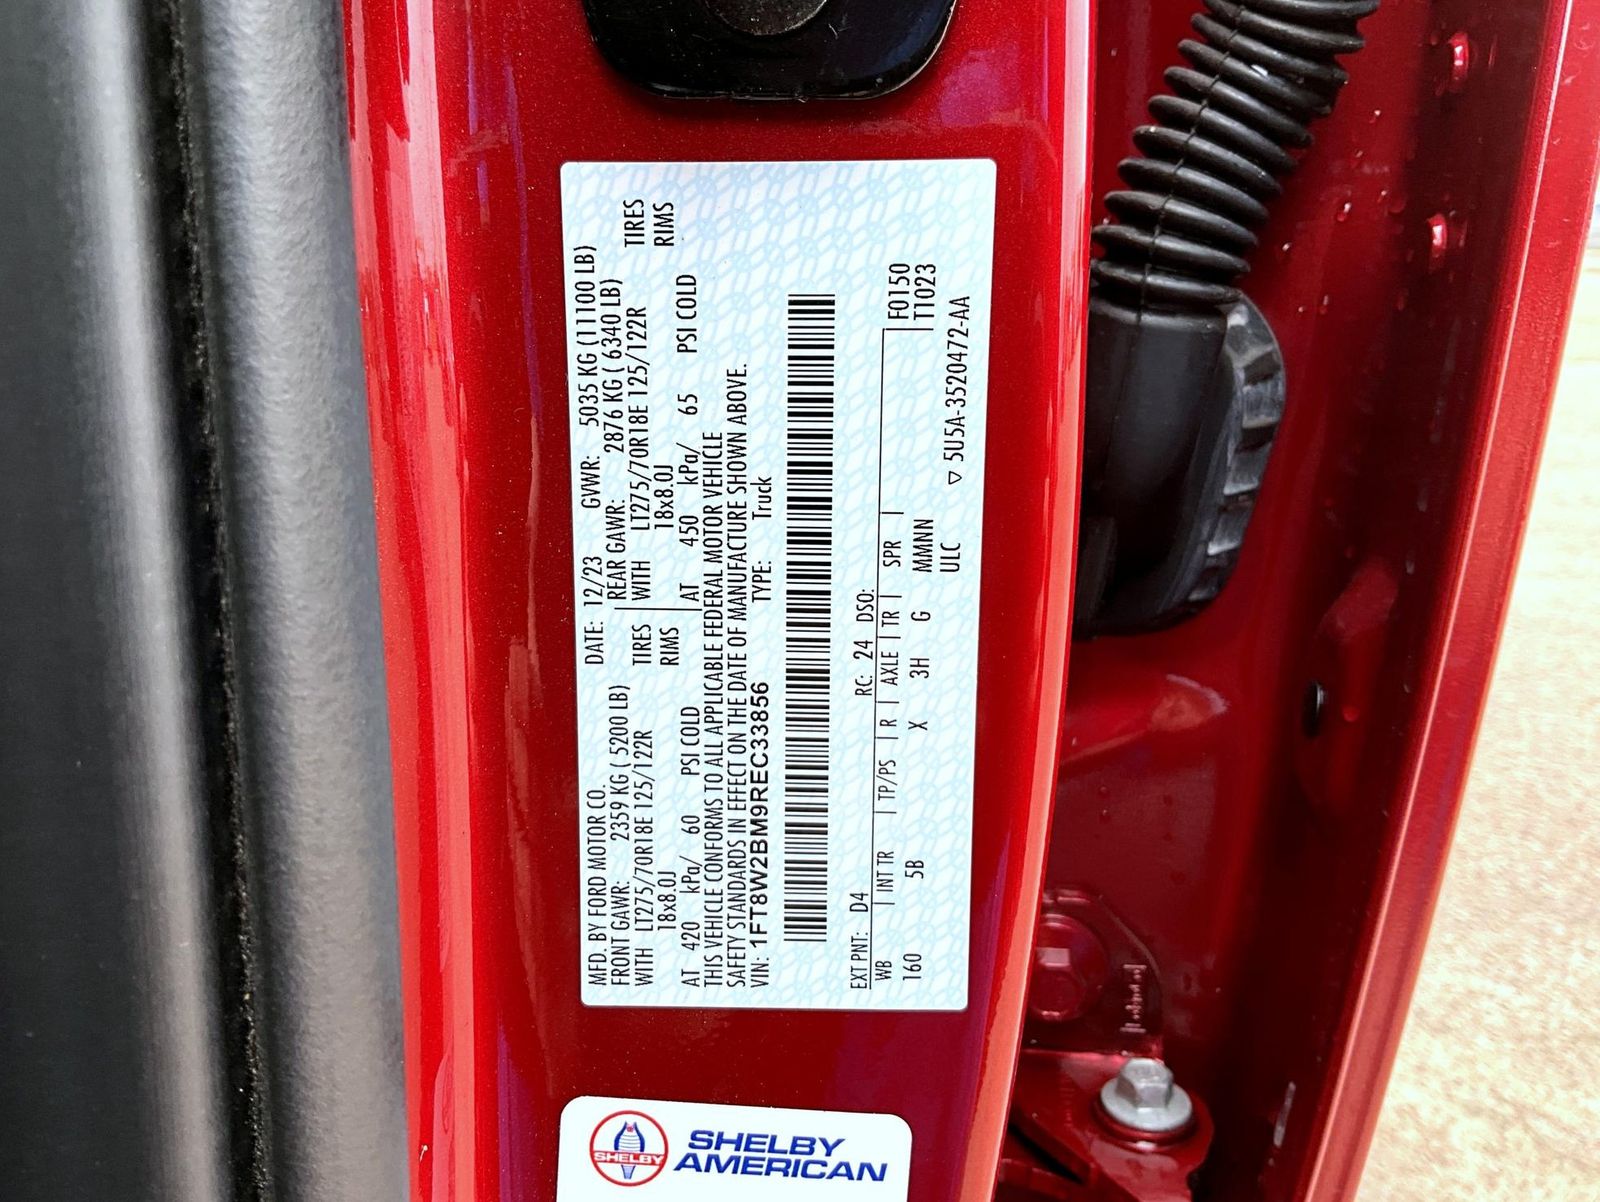 MFD. BY FORD MOTOR CO.
DATE: 12/23 GVWR: 5035 KG (11100 LB)
FRONT GAWR: 2359 KG ( 5200 LB)
REAR GAWR: 2876 KG ( 6340 LB)
WITH LT275/70R18E 125/122R TIRES
WITH LT275/70R18E 125/122R TIRES
18x8.0J RIMS
18x8.0J RIMS
AT 420 kPa/ 60 PSI COLD
AT 450 kPa/ 65 PSI COLD
THIS VEHICLE CONFORMS TO ALL APPLICABLE FEDERAL MOTOR VEHICLE
SAFETY STANDARDS IN EFFECT ON THE DATE OF MANUFACTURE SHOWN ABOVE.
VIN: 1FT8W2BM9REC33856 TYPE: Truck
F0150
T1023
EXT PNT: D4 RC: 24 DSO:
WB | INT TR | TP/PS | R | AXLE | TR | SPR |
160 5B X 3H G MMNN
ULC
▽ 5U5A-3520472-AA
SHELBY
SHELBY
AMERICAN